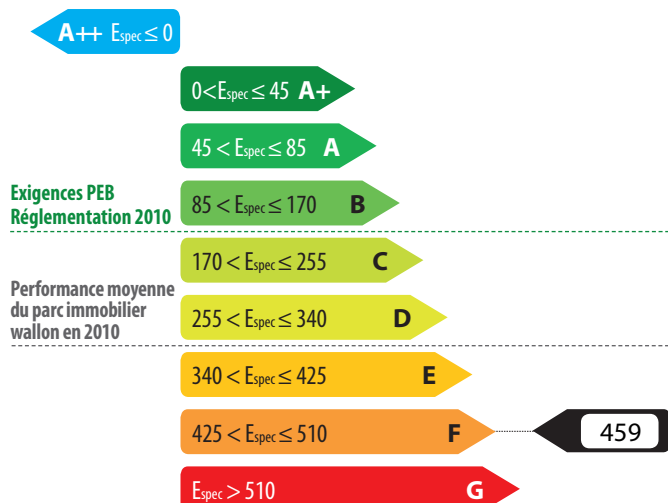 A++ Espec ≤ 0
0<Espec ≤ 45 A+
45 < Espec ≤ 85 A
Exigences PEB
Réglementation 2010
85 < Espec ≤ 170 B
170 < Espec ≤ 255 C
Performance moyenne
du parc immobilier
wallon en 2010
255 < Espec ≤ 340 D
340 < Espec ≤ 425 E
425 < Espec ≤ 510 F
459
Espec > 510 G